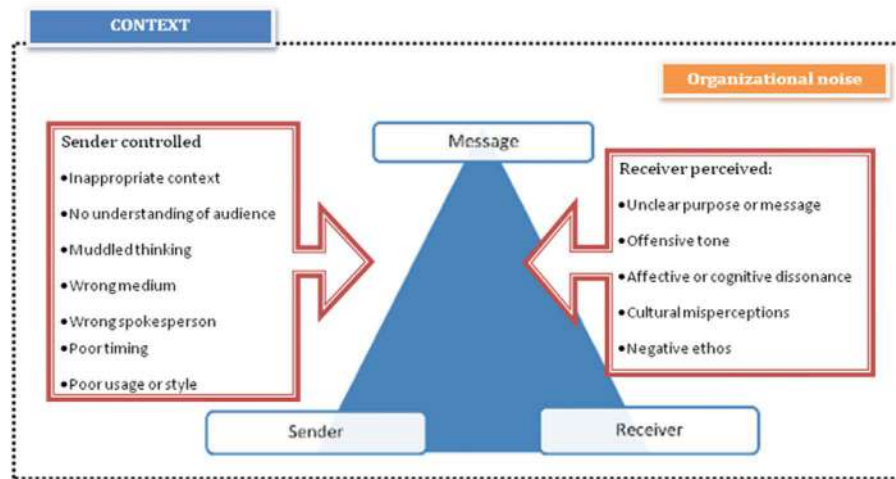 CONTEXT
Organizational noise
Message
Sender controlled
•Inappropriate context
•No understanding of audience
•Muddled thinking
•Wrong medium
•Wrong spokesperson
•Poor timing
•Poor usage or style
Receiver perceived:
•Unclear purpose or message
•Offensive tone
•Affective or cognitive dissonance
•Cultural misperceptions
•Negative ethos
Sender
Receiver